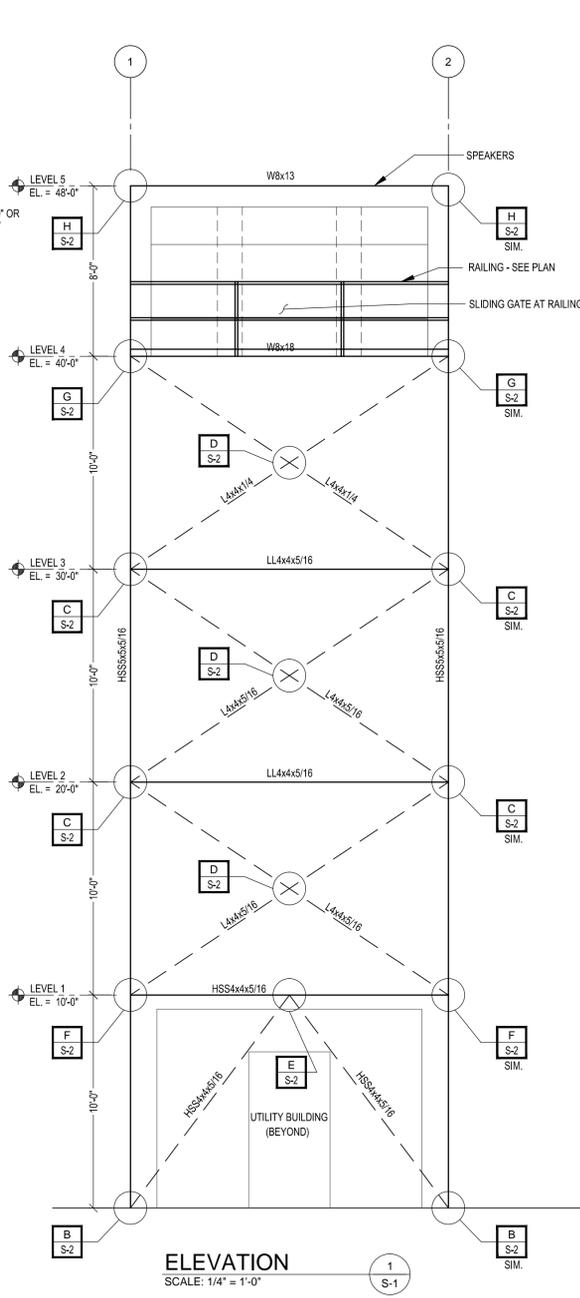 1
2
SPEAKERS
LEVEL 5
EL. = 48'-0"
W8x13
" OR
H
S-2
H
S-2
SIM.
8'-0"
RAILING - SEE PLAN
SLIDING GATE AT RAILING
LEVEL 4
EL. = 40'-0"
W8x18
G
S-2
G
S-2
SIM.
10'-0"
D
S-2
L4x4x1/4
L4x4x1/4
LEVEL 3
EL. = 30'-0"
LL4x4x5/16
C
S-2
C
S-2
SIM.
HSS5x5x5/16
HSS5x5x5/16
10'-0"
D
S-2
L4x4x5/16
L4x4x5/16
LEVEL 2
EL. = 20'-0"
LL4x4x5/16
C
S-2
C
S-2
SIM.
10'-0"
D
S-2
L4x4x5/16
L4x4x5/16
LEVEL 1
EL. = 10'-0"
HSS4x4x5/16
F
S-2
F
S-2
SIM.
E
S-2
10'-0"
HSS4x4x5/16
HSS4x4x5/16
UTILITY BUILDING
(BEYOND)
B
S-2
B
S-2
SIM.
ELEVATION
SCALE: 1/4" = 1'-0"
1
S-1